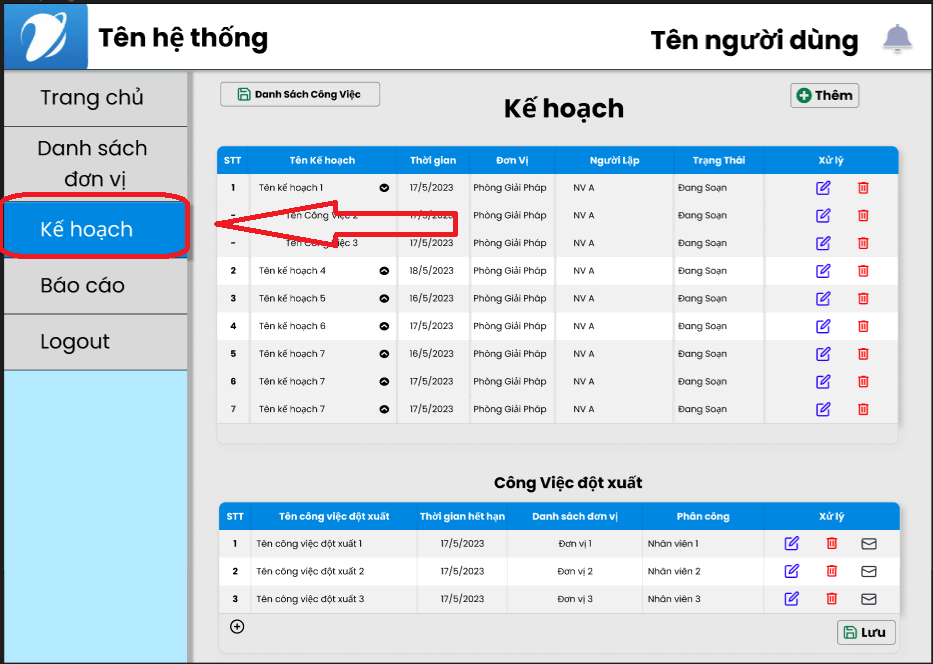 Tên hệ thống
Tên người dùng
Trang chủ
Danh sách
đơn vị
Kế hoạch
Báo cáo
Logout
Danh Sách Công Việc
Kế hoạch
Thêm
STT Tên Kế hoạch Thời gian Đơn Vị Người Lập Trạng Thái Xử lý
1 Tên kế hoạch 1 17/5/2023 Phòng Giải Pháp NV A Đang Soạn
- Tên Công Việc 2 17/5/2023 Phòng Giải Pháp NV A Đang Soạn
- Tên Công Việc 3 17/5/2023 Phòng Giải Pháp NV A Đang Soạn
2 Tên kế hoạch 4 18/5/2023 Phòng Giải Pháp NV A Đang Soạn
3 Tên kế hoạch 5 16/5/2023 Phòng Giải Pháp NV A Đang Soạn
4 Tên kế hoạch 6 17/5/2023 Phòng Giải Pháp NV A Đang Soạn
5 Tên kế hoạch 7 16/5/2023 Phòng Giải Pháp NV A Đang Soạn
6 Tên kế hoạch 7 17/5/2023 Phòng Giải Pháp NV A Đang Soạn
7 Tên kế hoạch 7 17/5/2023 Phòng Giải Pháp NV A Đang Soạn
Công Việc đột xuất
STT Tên công việc đột xuất Thời gian hết hạn Danh sách đơn vị Phân công Xử lý
1 Tên công việc đột xuất 1 17/5/2023 Đơn vị 1 Nhân viên 1
2 Tên công việc đột xuất 2 17/5/2023 Đơn vị 2 Nhân viên 2
3 Tên công việc đột xuất 3 17/5/2023 Đơn vị 3 Nhân viên 3
Lưu